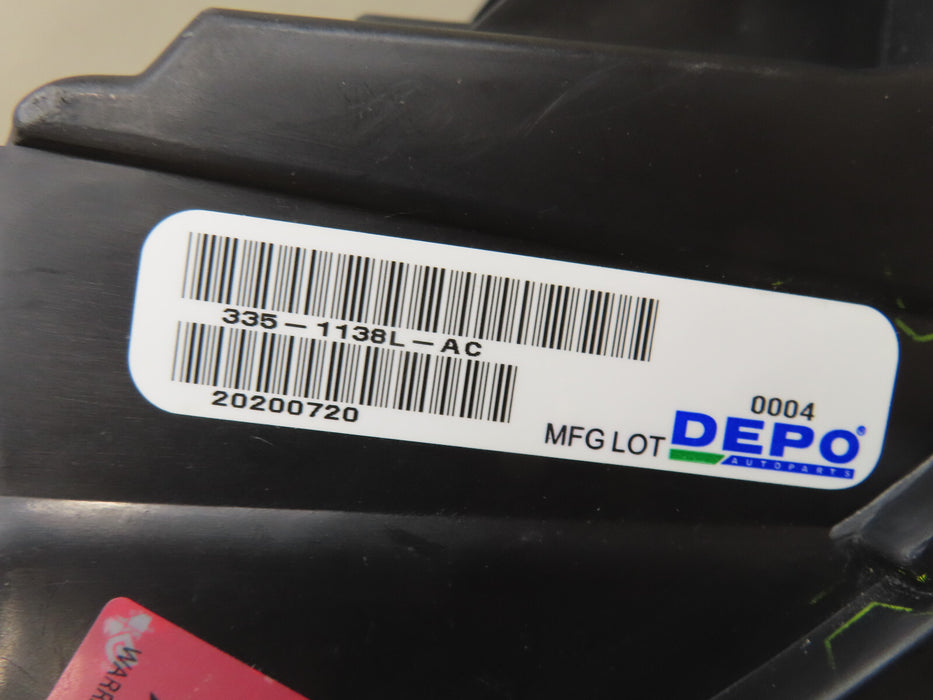 335-1138L-AC
20200720
0004
MFG LOT DEPO®
AUTOPARTS